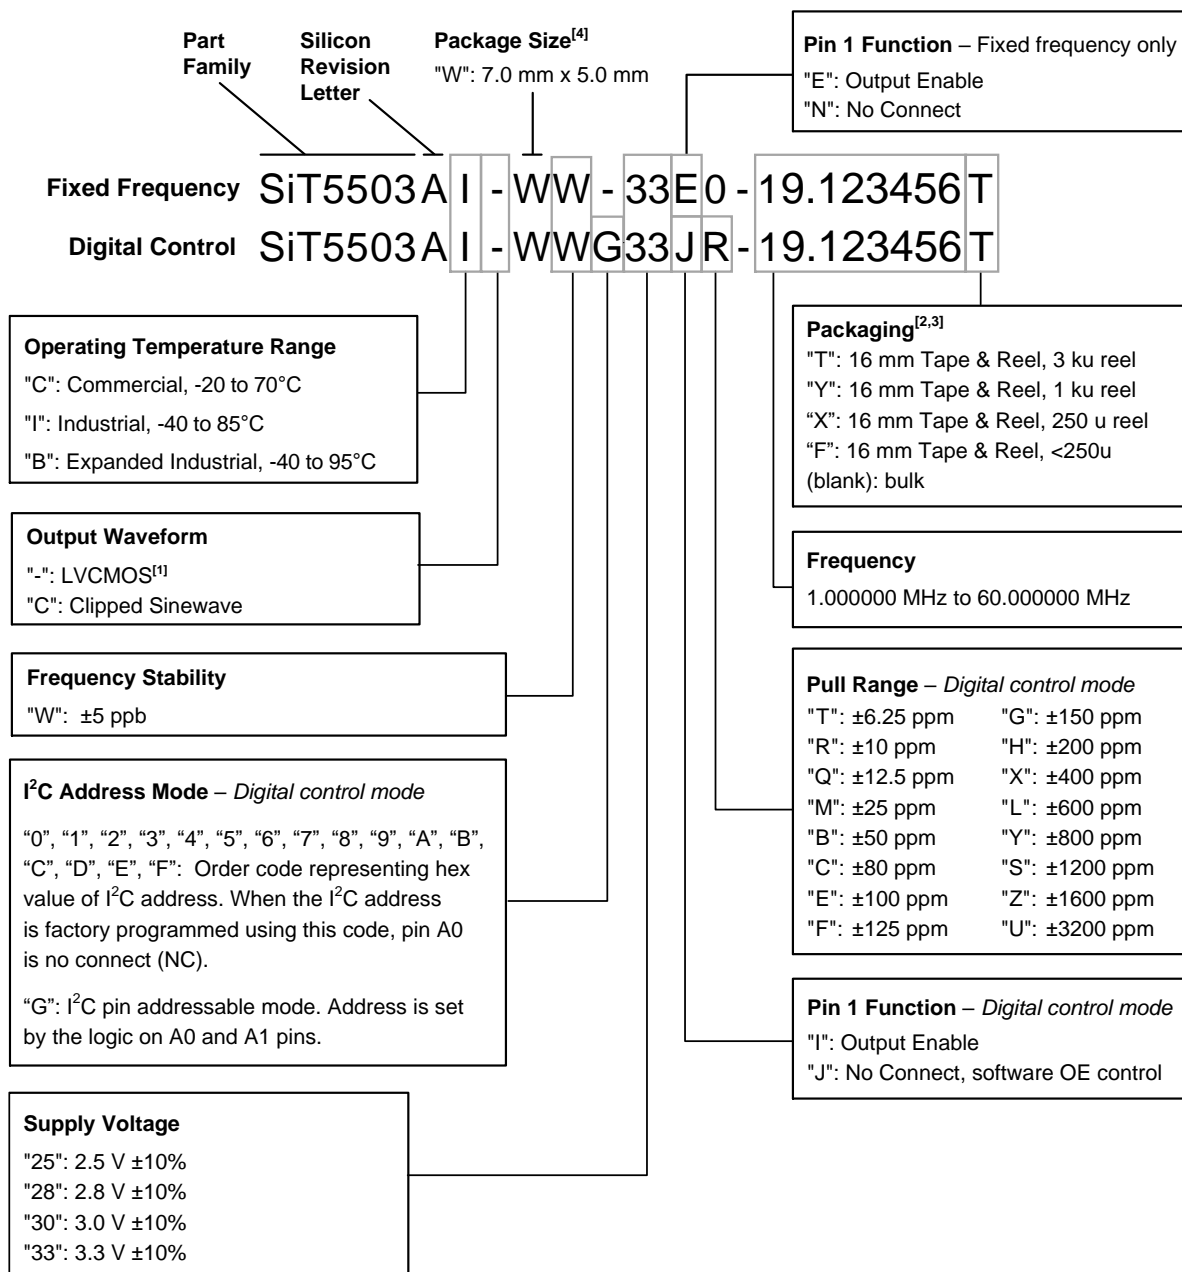 Part Family
Silicon Revision Letter
Package Size[4]
"W": 7.0 mm x 5.0 mm
Pin 1 Function – Fixed frequency only
"E": Output Enable
"N": No Connect
Fixed Frequency SiT5503AI-WW-33E0-19.123456T
Digital Control SiT5503AI-WWG33JR-19.123456T
Operating Temperature Range
"C": Commercial, -20 to 70°C
"I": Industrial, -40 to 85°C
"B": Expanded Industrial, -40 to 95°C
Output Waveform
"-": LVCMOS[1]
"C": Clipped Sinewave
Frequency Stability
"W": ±5 ppb
I²C Address Mode – Digital control mode
“0”, “1”, “2”, “3”, “4”, “5”, “6”, “7”, “8”, “9”, “A”, “B”,
“C”, “D”, “E”, “F”: Order code representing hex
value of I²C address. When the I²C address
is factory programmed using this code, pin A0
is no connect (NC).
“G”: I²C pin addressable mode. Address is set
by the logic on A0 and A1 pins.
Supply Voltage
"25": 2.5 V ±10%
"28": 2.8 V ±10%
"30": 3.0 V ±10%
"33": 3.3 V ±10%
Packaging[2,3]
"T": 16 mm Tape & Reel, 3 ku reel
"Y": 16 mm Tape & Reel, 1 ku reel
“X”: 16 mm Tape & Reel, 250 u reel
“F”: 16 mm Tape & Reel, <250u
(blank): bulk
Frequency
1.000000 MHz to 60.000000 MHz
Pull Range – Digital control mode
"T": ±6.25 ppm "G": ±150 ppm
"R": ±10 ppm "H": ±200 ppm
"Q": ±12.5 ppm "X": ±400 ppm
"M": ±25 ppm "L": ±600 ppm
"B": ±50 ppm "Y": ±800 ppm
"C": ±80 ppm "S": ±1200 ppm
"E": ±100 ppm "Z": ±1600 ppm
"F": ±125 ppm "U": ±3200 ppm
Pin 1 Function – Digital control mode
"I": Output Enable
"J": No Connect, software OE control